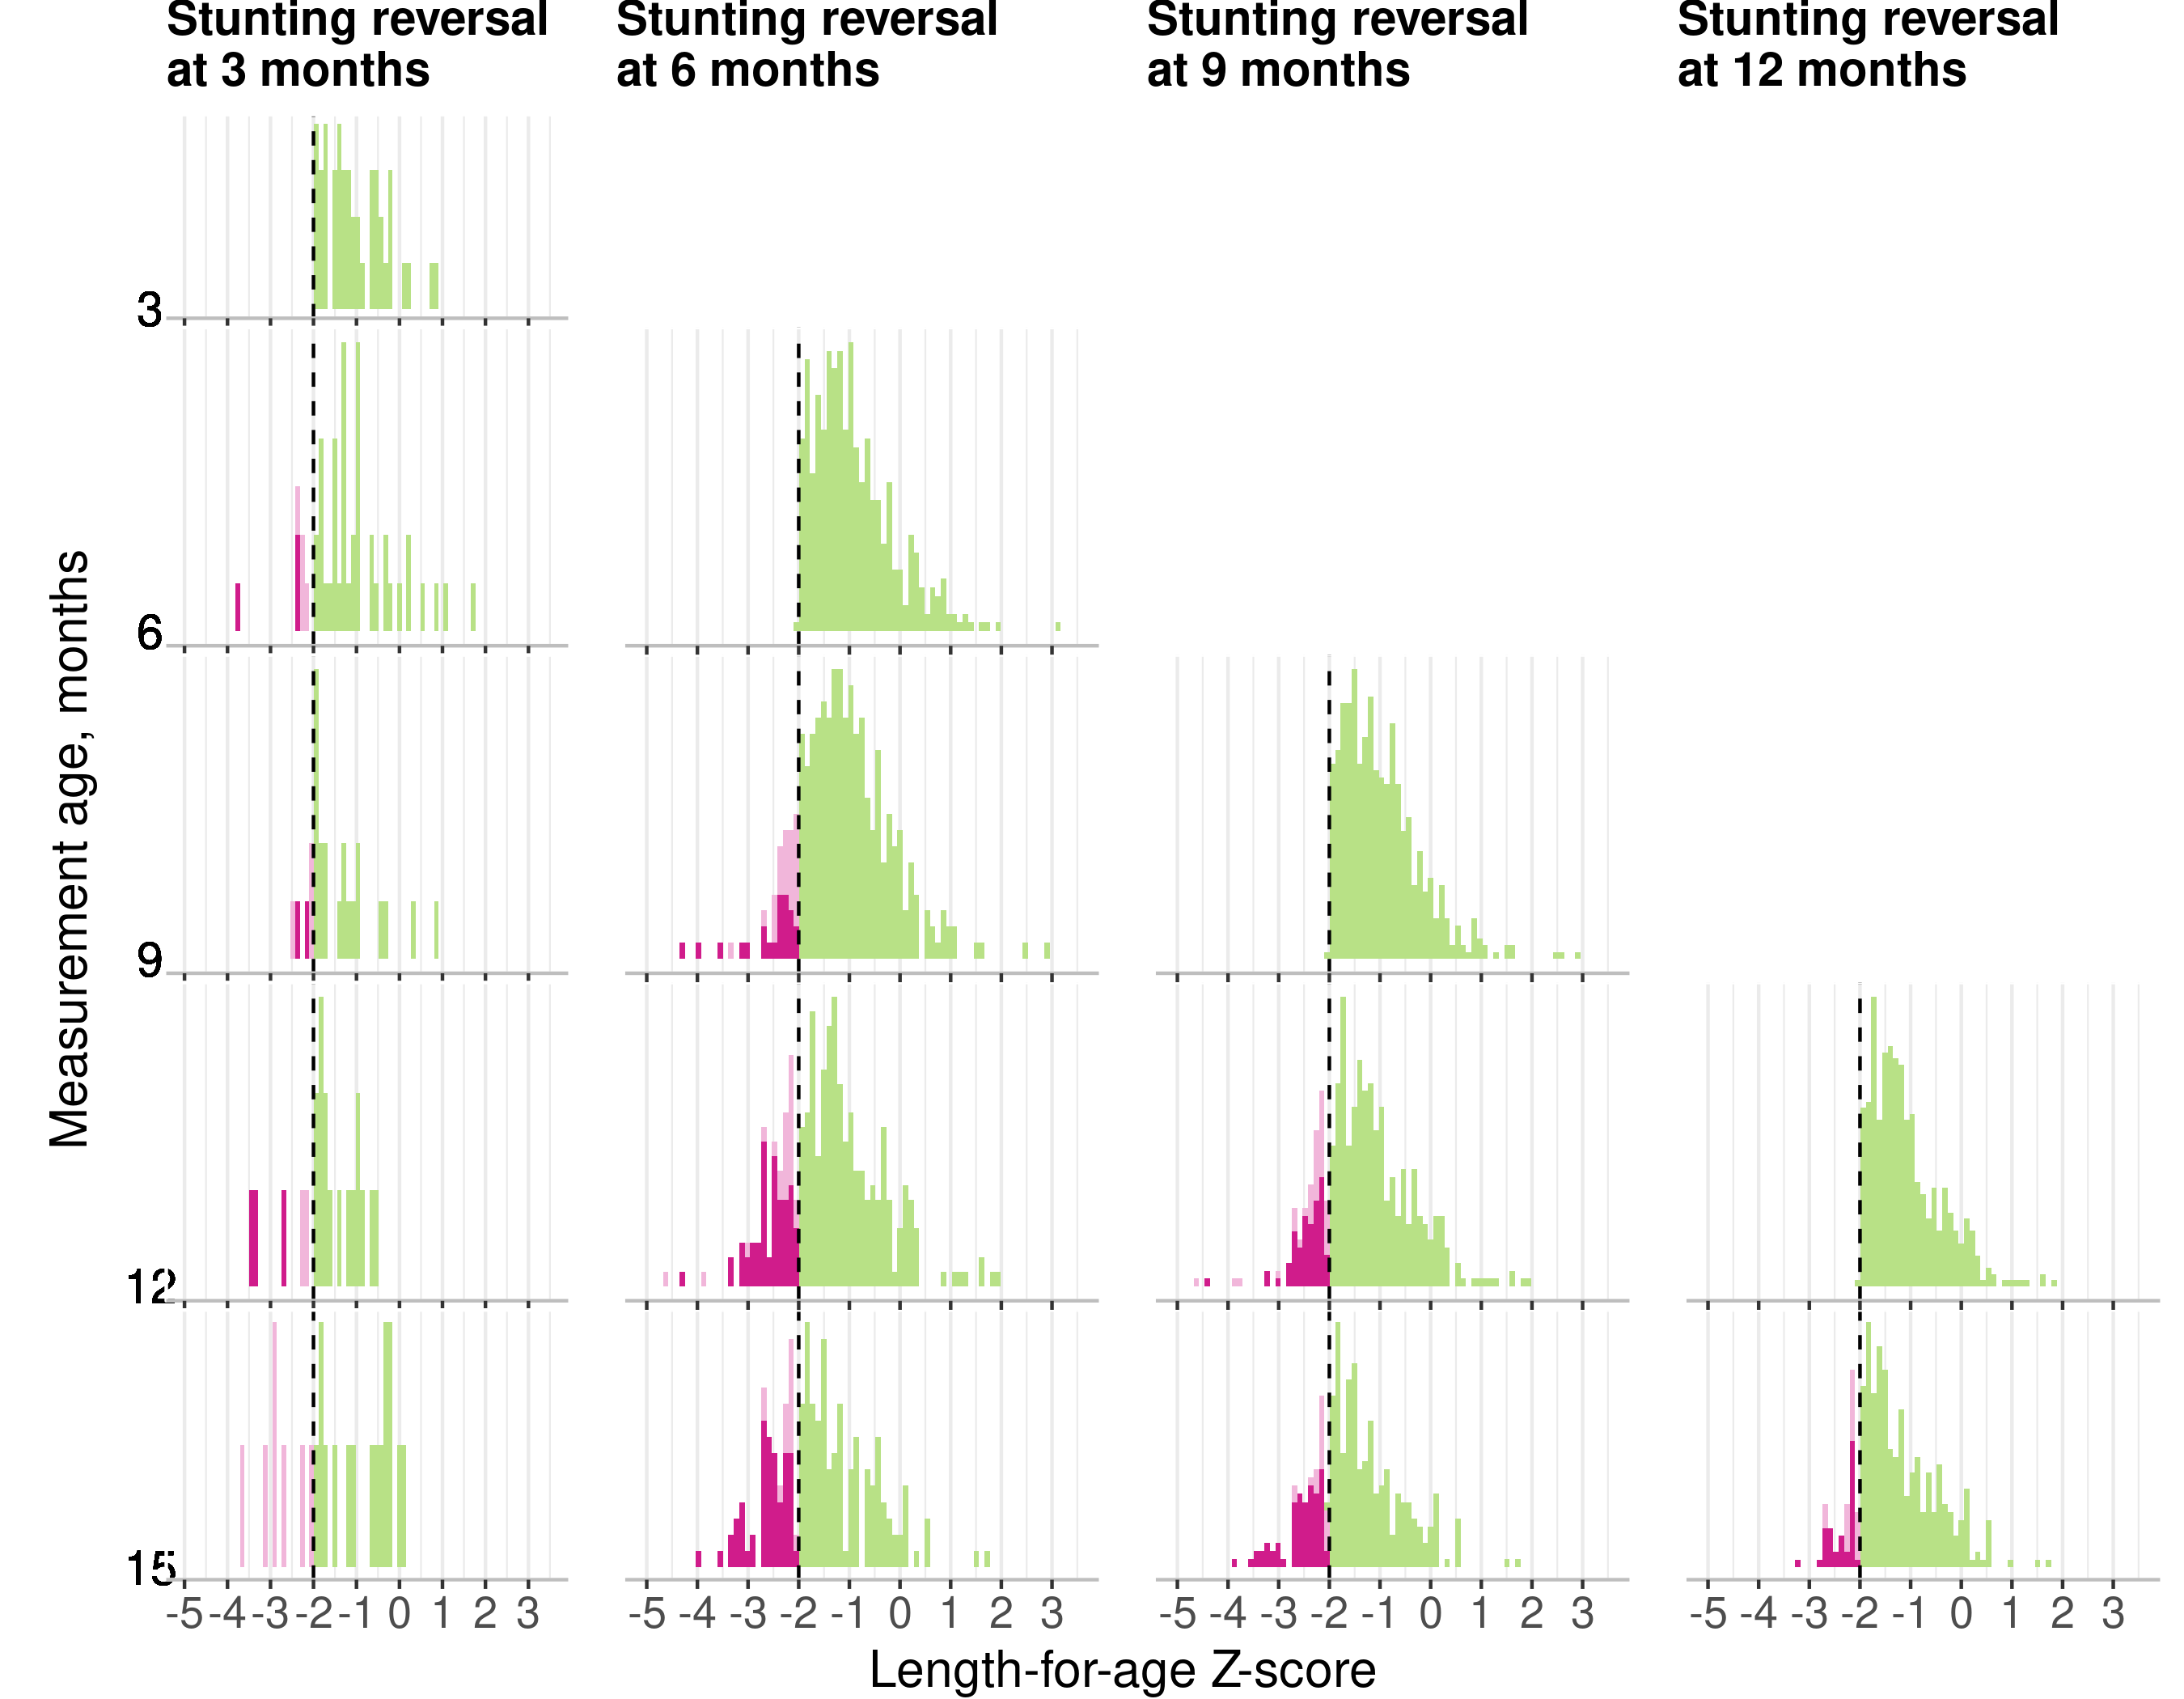 Stunting reversal
at 3 months
Stunting reversal
at 6 months
Stunting reversal
at 9 months
Stunting reversal
at 12 months
Measurement age, months
3
6
9
12
15
-5 -4 -3 -2 -1 0 1 2 3
-5 -4 -3 -2 -1 0 1 2 3
-5 -4 -3 -2 -1 0 1 2 3
-5 -4 -3 -2 -1 0 1 2 3
Length-for-age Z-score